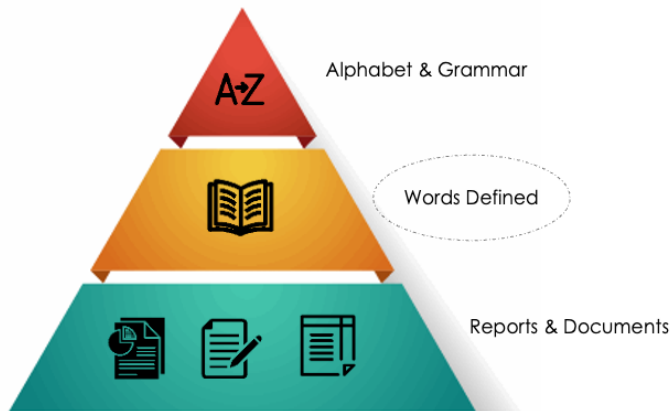 A→Z
Alphabet & Grammar
Words Defined
Reports & Documents